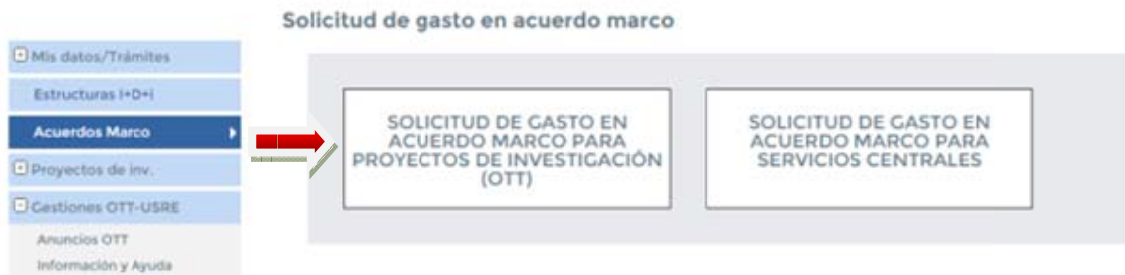 Solicitud de gasto en acuerdo marco
Mis datos/Trámites
Estructuras I+D+i
Acuerdos Marco
Proyectos de inv.
Gestiones OTT-USRE
Anuncios OTT
Información y Ayuda
SOLICITUD DE GASTO EN
ACUERDO MARCO PARA
PROYECTOS DE INVESTIGACIÓN
(OTT)
SOLICITUD DE GASTO EN
ACUERDO MARCO PARA
SERVICIOS CENTRALES